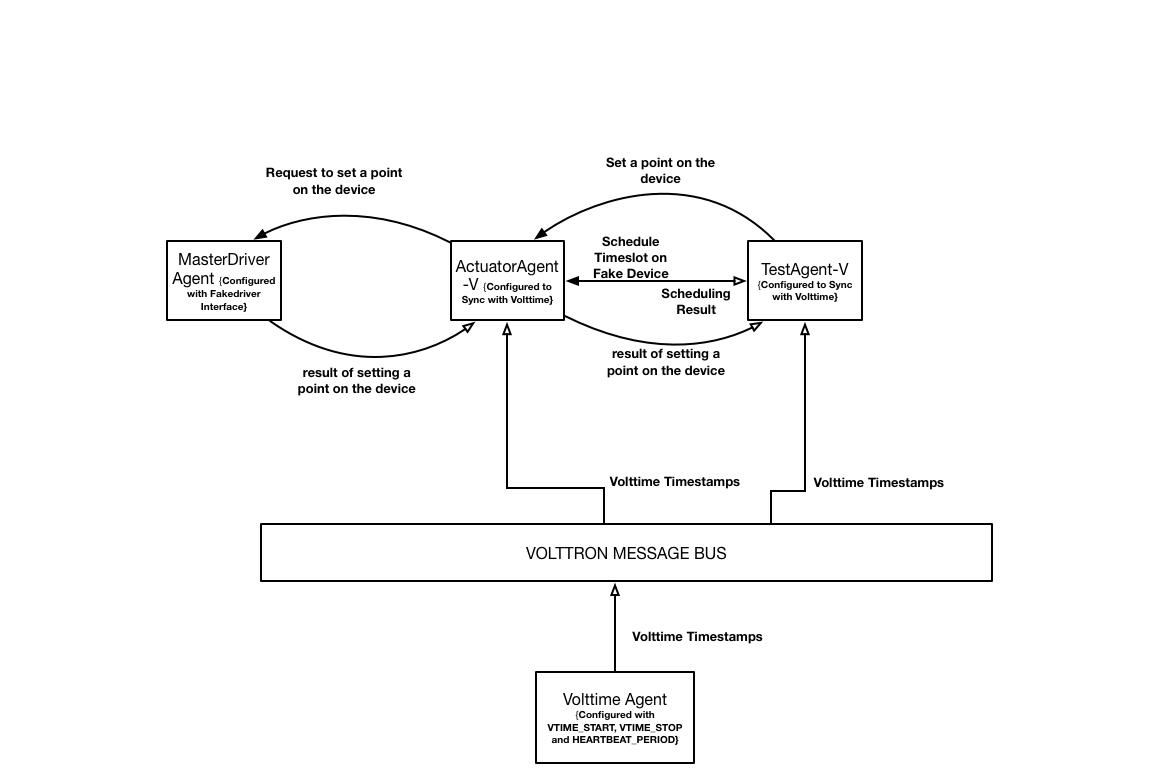 Set a point on the
device
Request to set a point
on the device
Schedule
Timeslot on
Fake Device
MasterDriver
Agent {Configured
with Fakedriver
Interface}
ActuatorAgent
-V {Configured to
Sync with Volttime}
TestAgent-V
{Configured to Sync
with Volttime}
Scheduling
Result
result of setting a
point on the device
result of setting a
point on the device
Volttime Timestamps
Volttime Timestamps
VOLTTRON MESSAGE BUS
Volttime Timestamps
Volttime Agent
{Configured with
VTIME_START, VTIME_STOP
and HEARTBEAT_PERIOD}